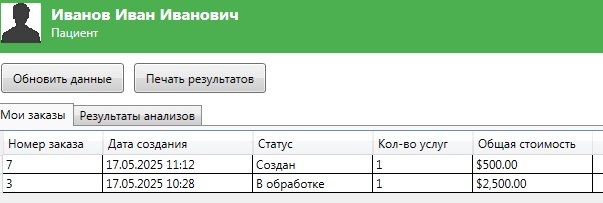 Иванов Иван Иванович
Пациент
Обновить данные Печать результатов
Мои заказы Результаты анализов
Номер заказа Дата создания Статус Кол-во услуг Общая стоимость
7 17.05.2025 11:12 Создан 1 $500.00
3 17.05.2025 10:28 В обработке 1 $2,500.00